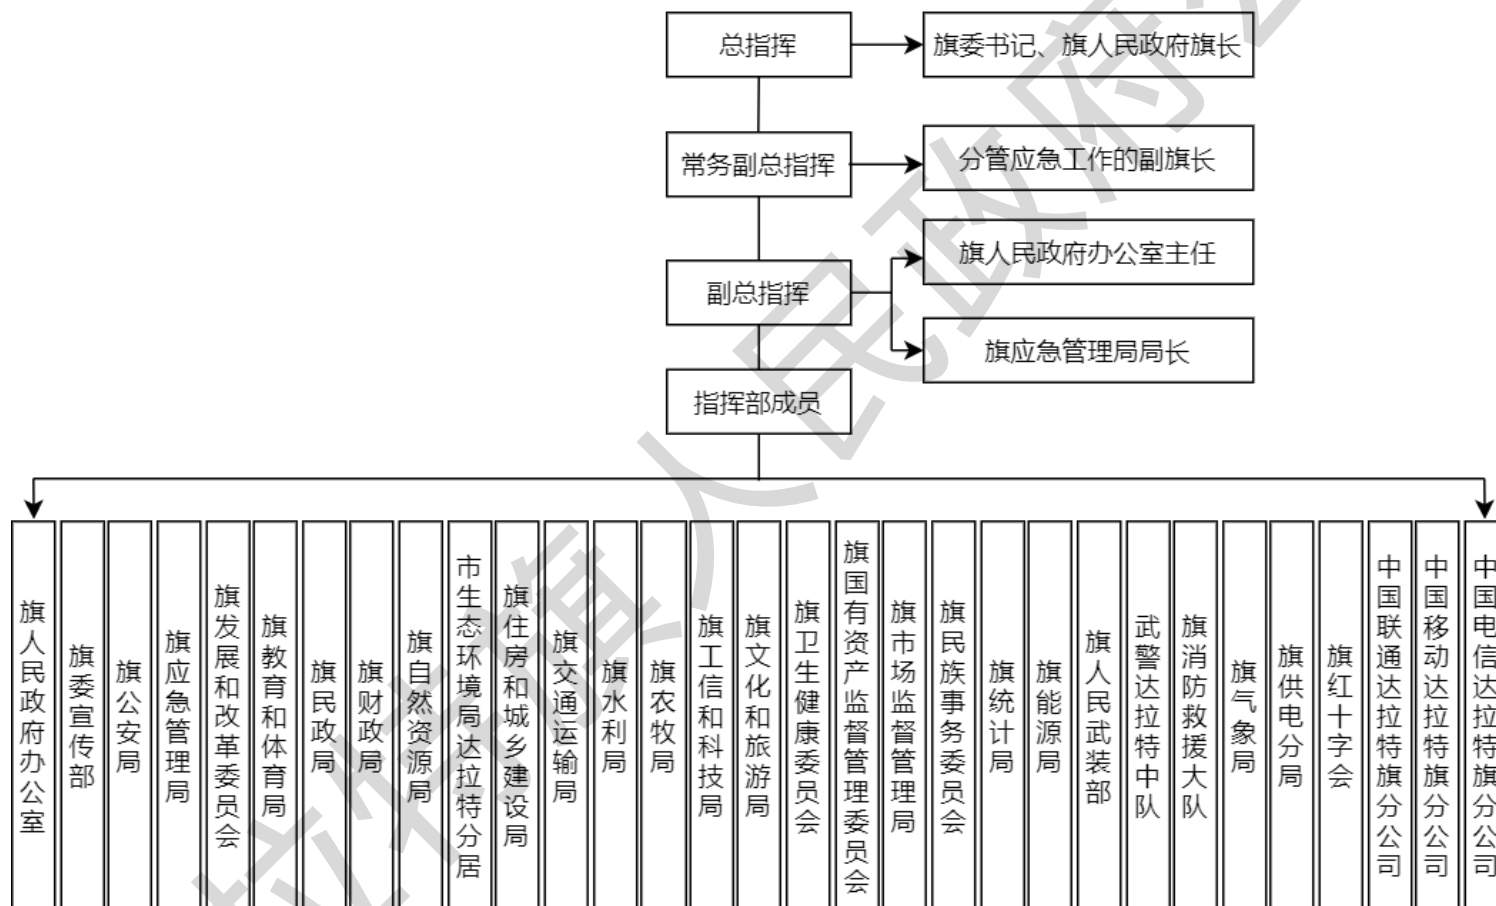 总指挥
旗委书记、旗人民政府旗长
常务副总指挥
分管应急工作的副旗长
副总指挥
旗人民政府办公室主任
旗应急管理局局长
指挥部成员
旗人民政府办公室
旗委宣传部
旗公安局
旗应急管理局
旗发展和改革委员会
旗教育和体育局
旗民政局
旗财政局
旗自然资源局
市生态环境局达拉特分居
旗住房和城乡建设局
旗交通运输局
旗水利局
旗农牧局
旗工信和科技局
旗文化和旅游局
旗卫生健康委员会
旗国有资产监督管理委员会
旗市场监督管理局
旗民族事务委员会
旗统计局
旗能源局
旗人民武装部
武警达拉特中队
旗消防救援大队
旗气象局
旗供电分局
旗红十字会
中国联通达拉特旗分公司
中国移动达拉特旗分公司
中国电信达拉特旗分公司
拉特旗人民政府